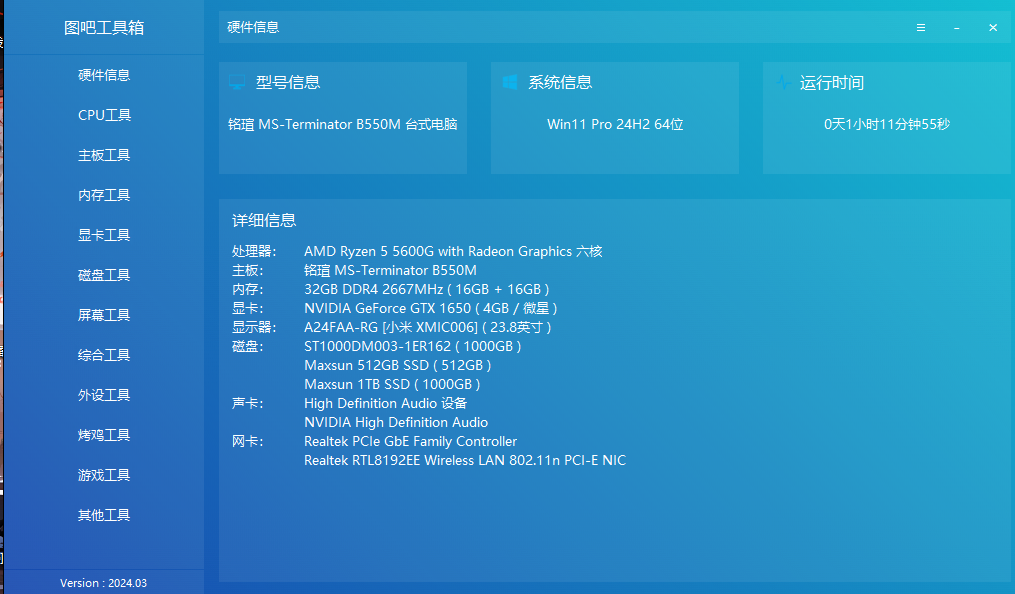 图吧工具箱
硬件信息
CPU工具
主板工具
内存工具
显卡工具
磁盘工具
屏幕工具
综合工具
外设工具
烤鸡工具
游戏工具
其他工具
Version : 2024.03
硬件信息
型号信息
铭瑄 MS-Terminator B550M 台式电脑
系统信息
Win11 Pro 24H2 64位
运行时间
0天1小时11分钟55秒
详细信息
处理器: AMD Ryzen 5 5600G with Radeon Graphics 六核
主板: 铭瑄 MS-Terminator B550M
内存: 32GB DDR4 2667MHz ( 16GB + 16GB )
显卡: NVIDIA GeForce GTX 1650 ( 4GB / 微星 )
显示器: A24FAA-RG [小米 XMIC006] ( 23.8英寸 )
磁盘: ST1000DM003-1ER162 ( 1000GB )
Maxsun 512GB SSD ( 512GB )
Maxsun 1TB SSD ( 1000GB )
声卡: High Definition Audio 设备
NVIDIA High Definition Audio
网卡: Realtek PCIe GbE Family Controller
Realtek RTL8192EE Wireless LAN 802.11n PCI-E NIC